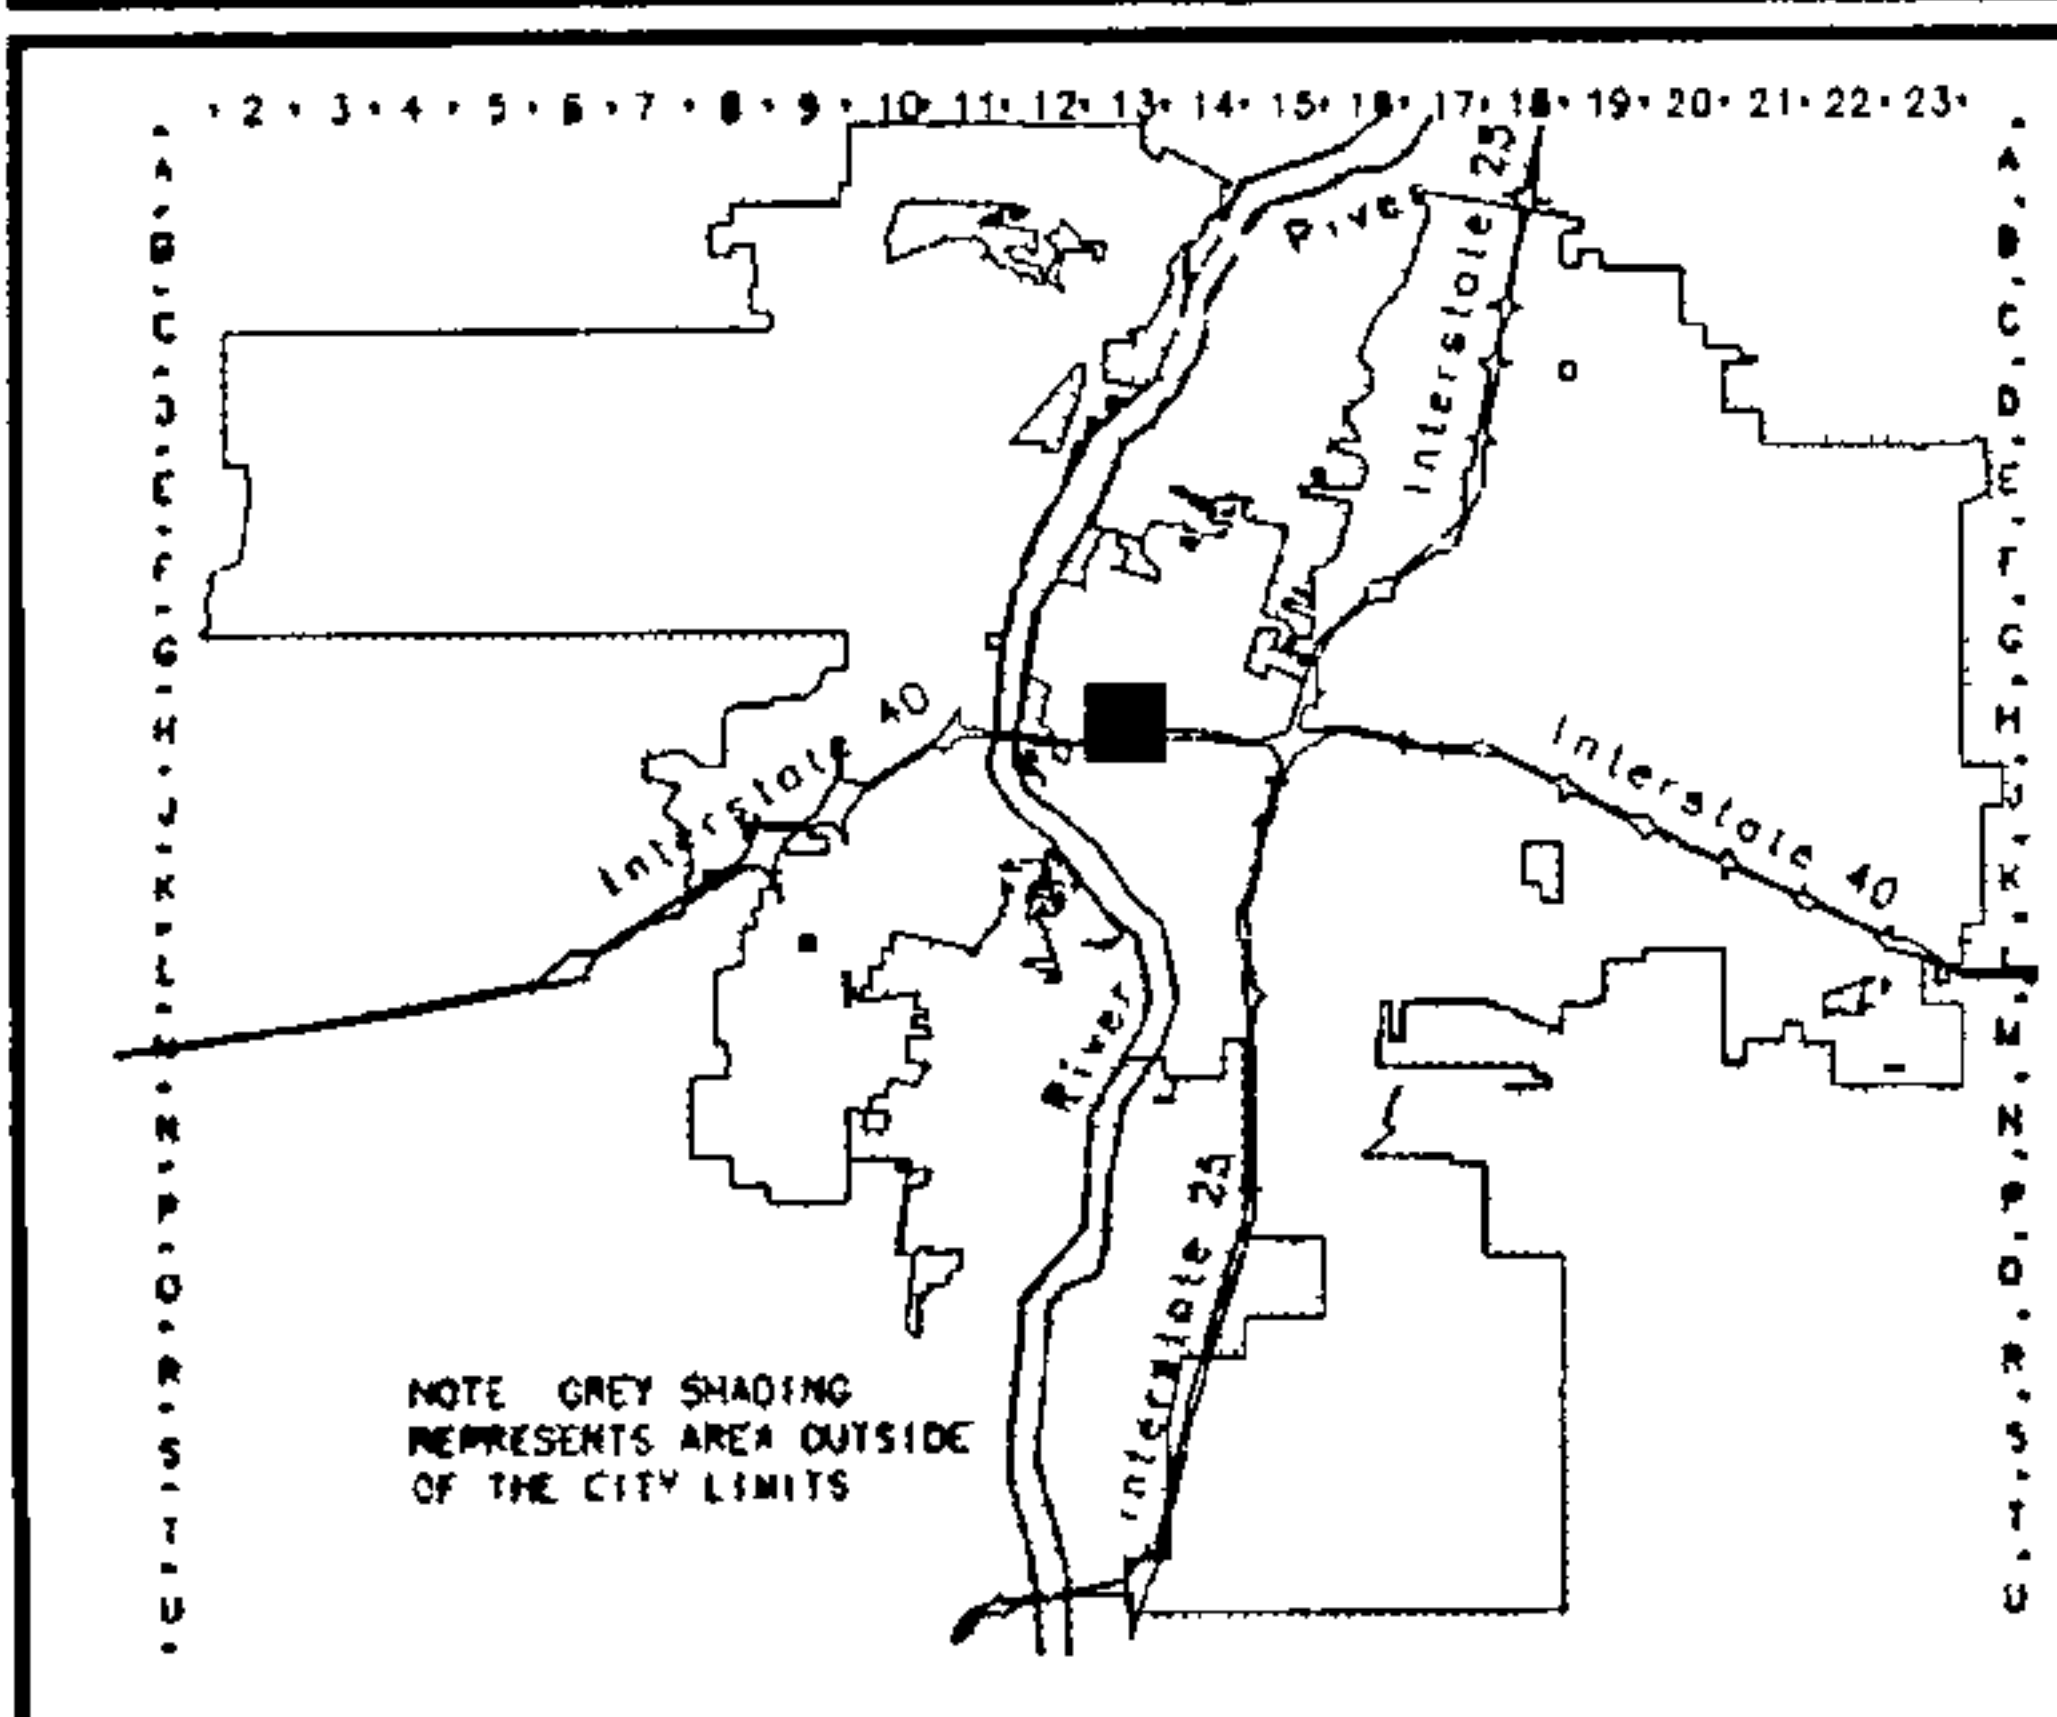 2 3 4 5 6 7 8 9 10 11 12 13 14 15 16 17 18 19 20 21 22 23
A A
B B
C C
D D
E E
F F
G G
H H
J J
K K
L L
M M
N N
P P
Q Q
R R
S S
T T
U U
River
Interstate 25
Interstate 40
Interstate 40
River
Interstate 25
NOTE GREY SHADING
REPRESENTS AREA OUTSIDE
OF THE CITY LIMITS